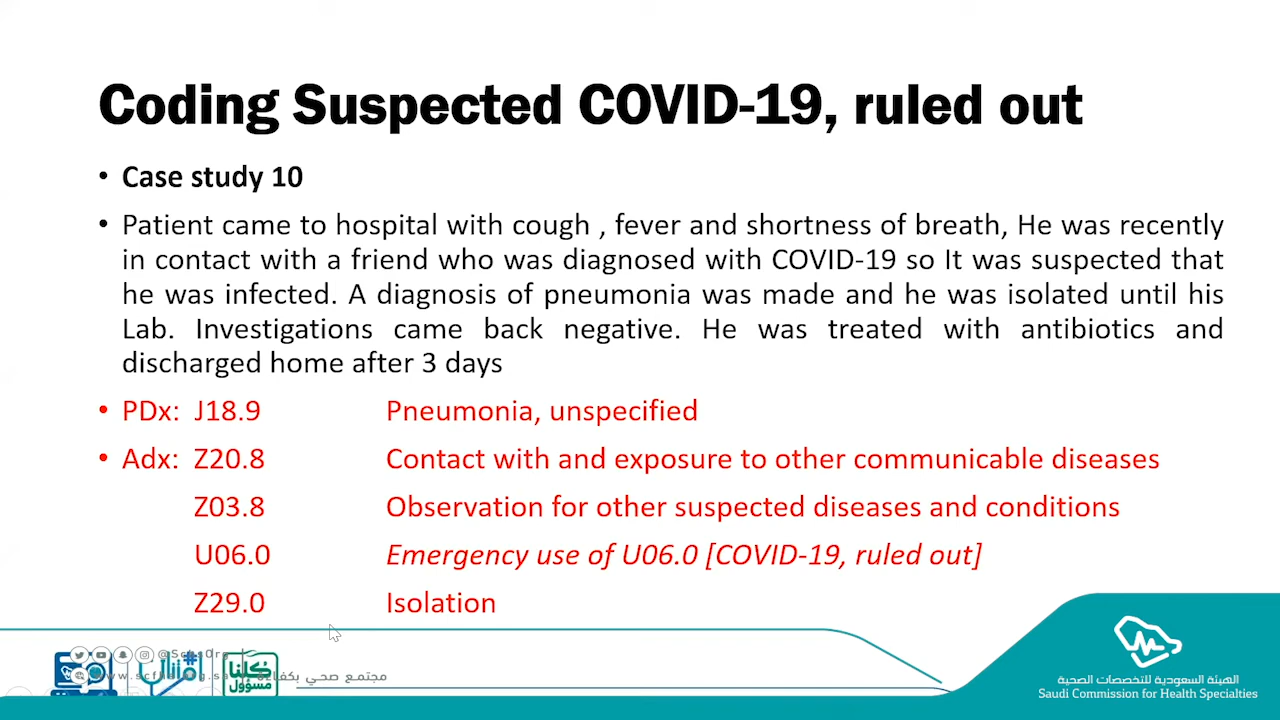 Coding Suspected COVID-19, ruled out
• Case study 10
• Patient came to hospital with cough , fever and shortness of breath, He was recently
in contact with a friend who was diagnosed with COVID-19 so It was suspected that
he was infected. A diagnosis of pneumonia was made and he was isolated until his
Lab. Investigations came back negative. He was treated with antibiotics and
discharged home after 3 days
• PDx: J18.9 Pneumonia, unspecified
• Adx: Z20.8 Contact with and exposure to other communicable diseases
Z03.8 Observation for other suspected diseases and conditions
U06.0 Emergency use of U06.0 [COVID-19, ruled out]
Z29.0 Isolation
كلنا
مسؤول
مجتمع صحي بكفاءة
الهيئة السعودية للتخصصات الصحية
Saudi Commission for Health Specialties